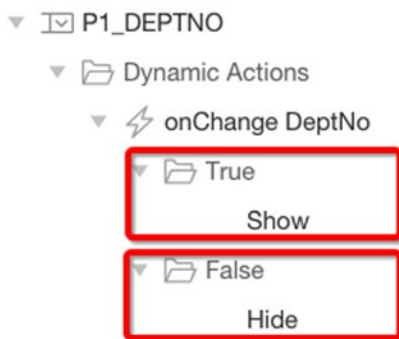 P1_DEPTNO
Dynamic Actions
onChange DeptNo
True
Show
False
Hide